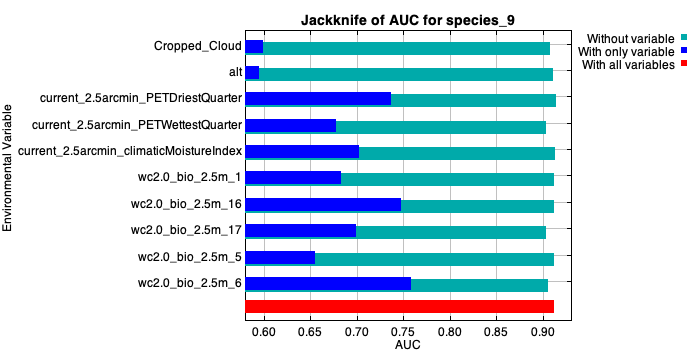 Jackknife of AUC for species_9
Without variable
With only variable
With all variables
Environmental Variable
Cropped_Cloud
alt
current_2.5arcmin_PETDriestQuarter
current_2.5arcmin_PETWettestQuarter
current_2.5arcmin_climaticMoistureIndex
wc2.0_bio_2.5m_1
wc2.0_bio_2.5m_16
wc2.0_bio_2.5m_17
wc2.0_bio_2.5m_5
wc2.0_bio_2.5m_6
0.60 0.65 0.70 0.75 0.80 0.85 0.90
AUC